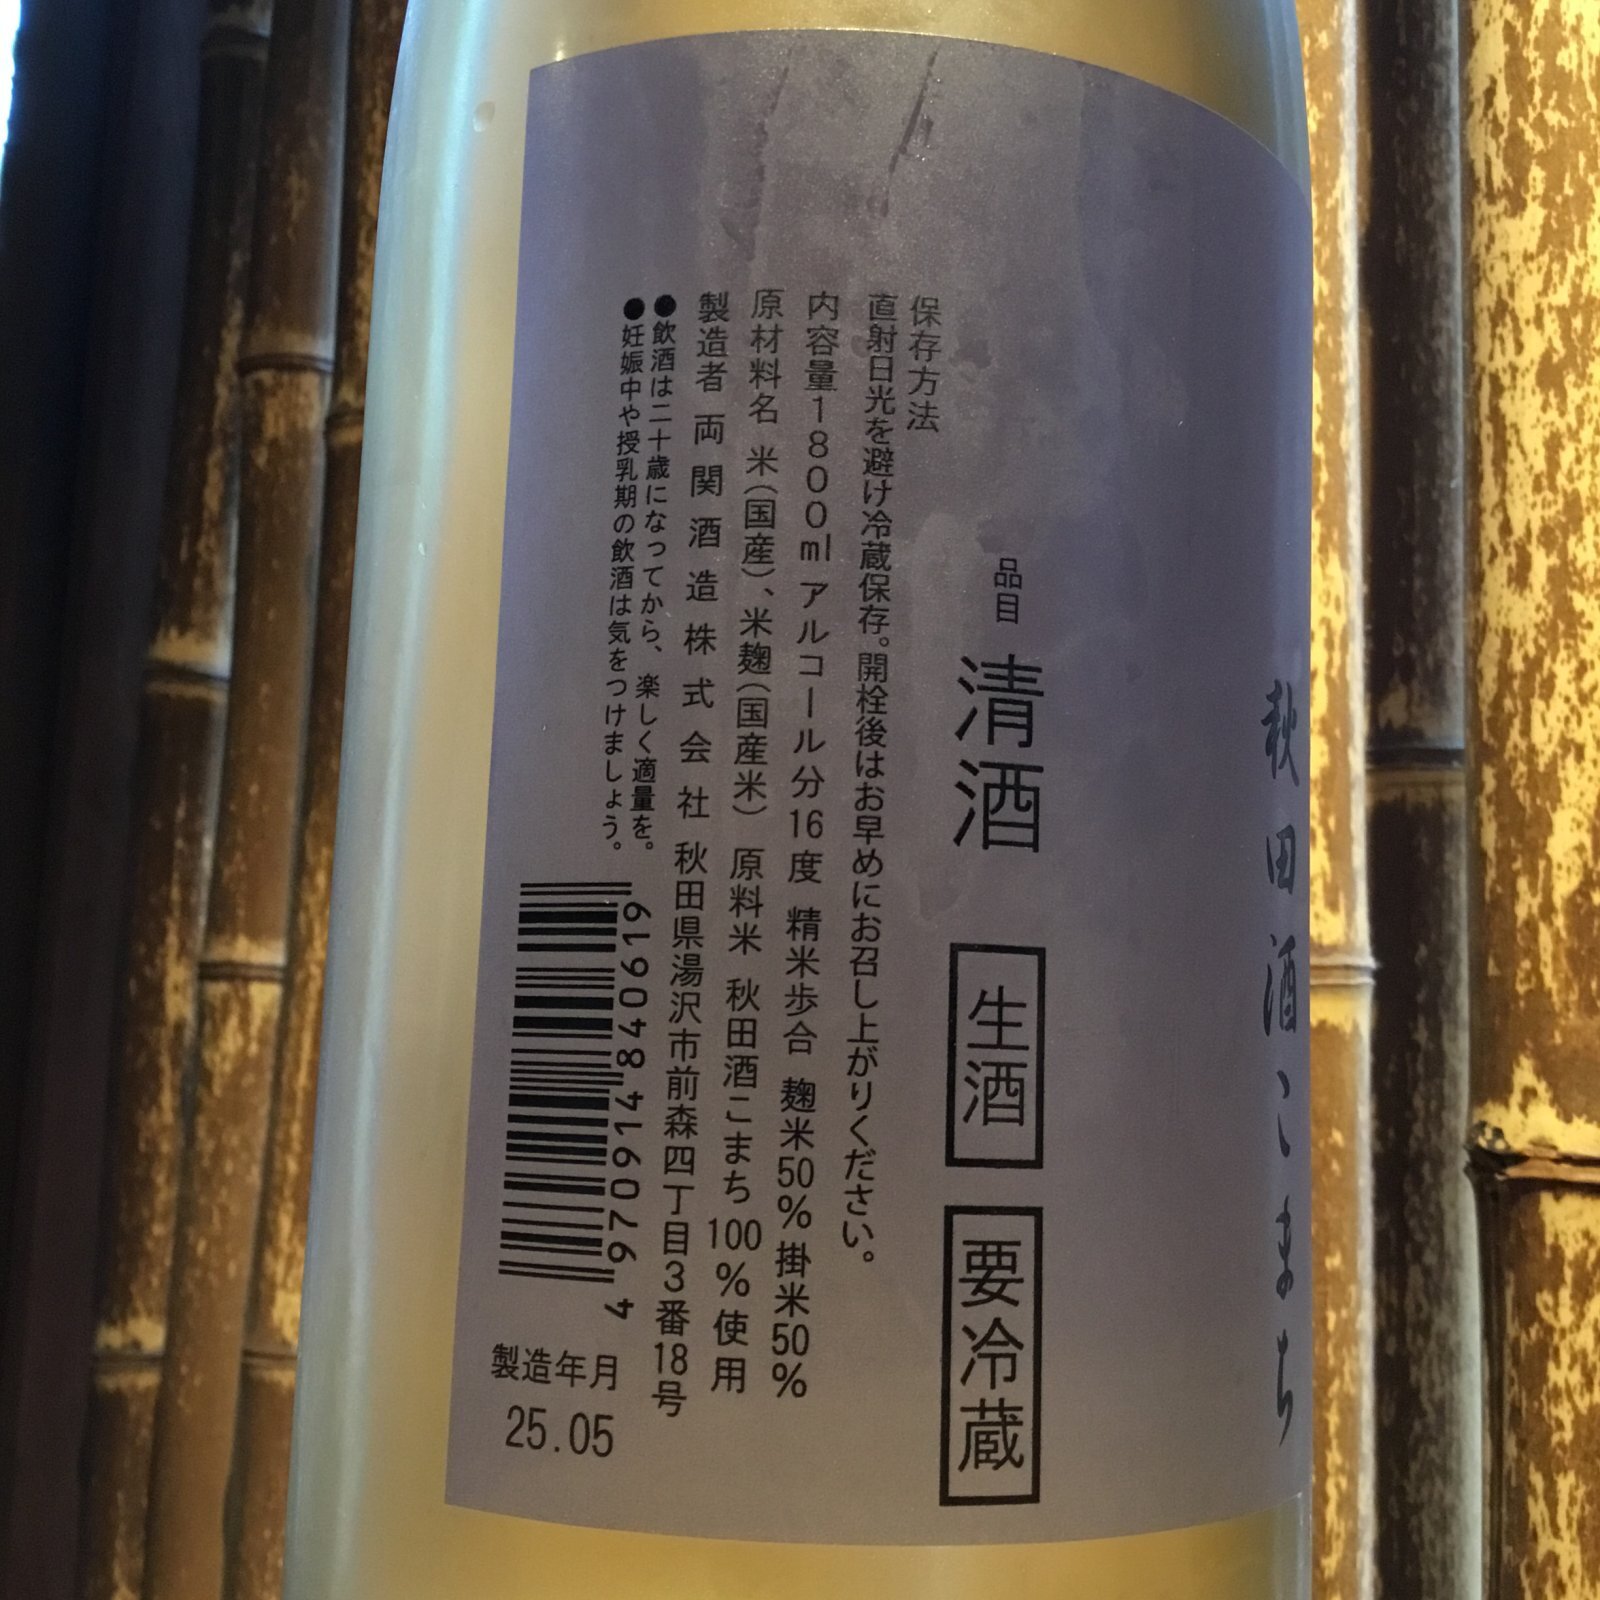 秋田酒こまち
品目 清酒 生酒 要冷蔵
保存方法
直射日光を避け冷蔵保存。開栓後はお早めにお召し上がりください。
内容量1800ml アルコール分16度 精米歩合 麹米50% 掛米50%
原材料名 米(国産)、米麹(国産米) 原料米 秋田酒こまち100%使用
製造者 両関酒造株式会社 秋田県湯沢市前森四丁目3番18号
●飲酒は二十歳になってから、楽しく適量を。
●妊娠中や授乳期の飲酒は気をつけましょう。
4970914840619
製造年月
25.05